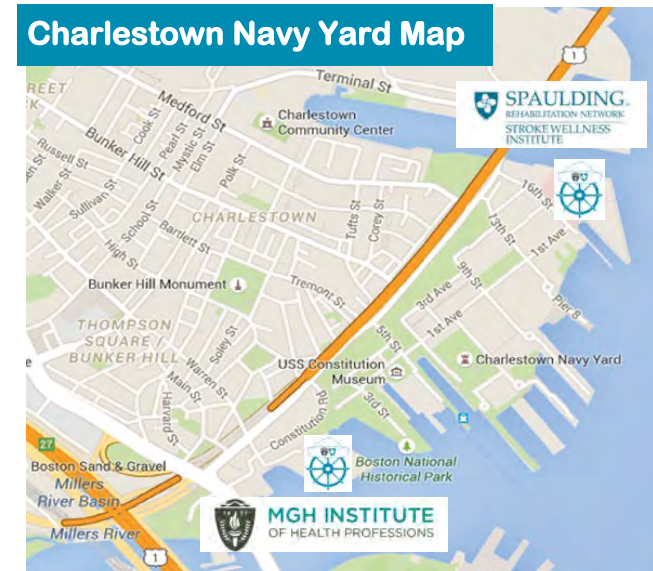 Charlestown Navy Yard Map
1
Terminal St
SPAULDING
REHABILITATION NETWORK
STROKE WELLNESS
INSTITUTE
REET
K
Medford St
Cook St
Pearl St
Mystic St
Elm St
Polk St
Charlestown
Community Center
Bunker Hill St
Russell St
en St
Walker St
Sullivan St
School St
High St
Bartlett St
CHARLESTOWN
Tufts St
Corey St
16th St
13th St
1st Ave
9th St
3rd Ave
1st Ave
Pier 8
5th St
Bunker Hill Monument
Tremont St
THOMPSON
SQUARE /
BUNKER HILL
Soley St
Warren St
Main St
Harvard St
e
USS Constitution
Museum
Charlestown Navy Yard
3rd St
Constitution Rd
27
Boston Sand & Gravel
Millers
River Basin
Millers River
Boston National
Historical Park
MGH INSTITUTE
OF HEALTH PROFESSIONS
1